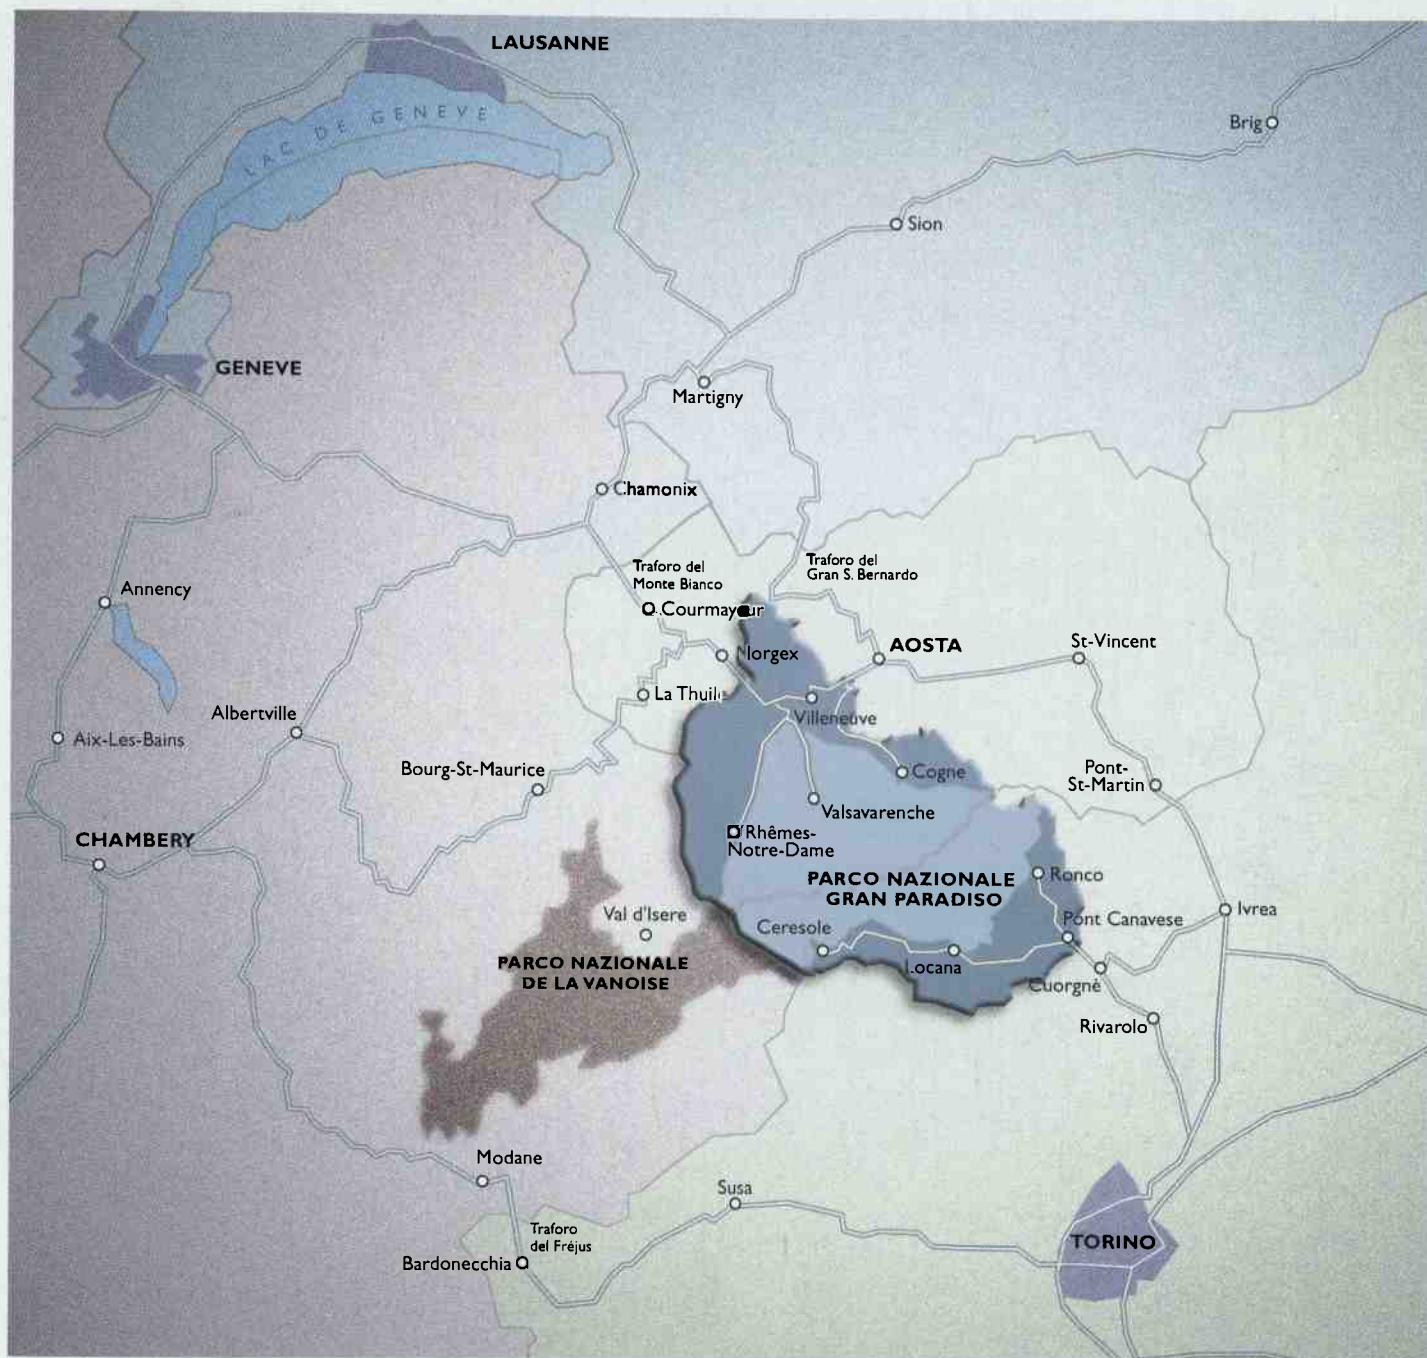 LAUSANNE
LAC DE GENEVE
Brig
Sion
GENEVE
Martigny
Chamonix
Traforo del
Monte Bianco
Traforo del
Gran S. Bernardo
Annency
Courmayeur
AOSTA
St-Vincent
Morgex
La Thuile
Albertville
Villeneuve
Aix-Les-Bains
Bourg-St-Maurice
Cogne
Pont-
St-Martin
Valsavarenche
CHAMBERY
Rhêmes-
Notre-Dame
PARCO NAZIONALE
GRAN PARADISO
Ronco
Val d'Isere
Ceresole
Pont Canavese
Ivrea
PARCO NAZIONALE
DE LA VANOISE
Locana
Cuorgnè
Rivarolo
Modane
Susa
Traforo
del Fréjus
Bardonecchia
TORINO